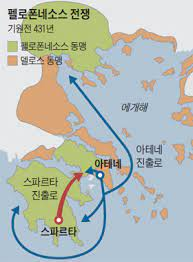 펠로폰네소스 전쟁
기원전 431년
펠로폰네소스 동맹
델로스 동맹
에게해
아테네
아테네
진출로
스파르타
진출로
스파르타